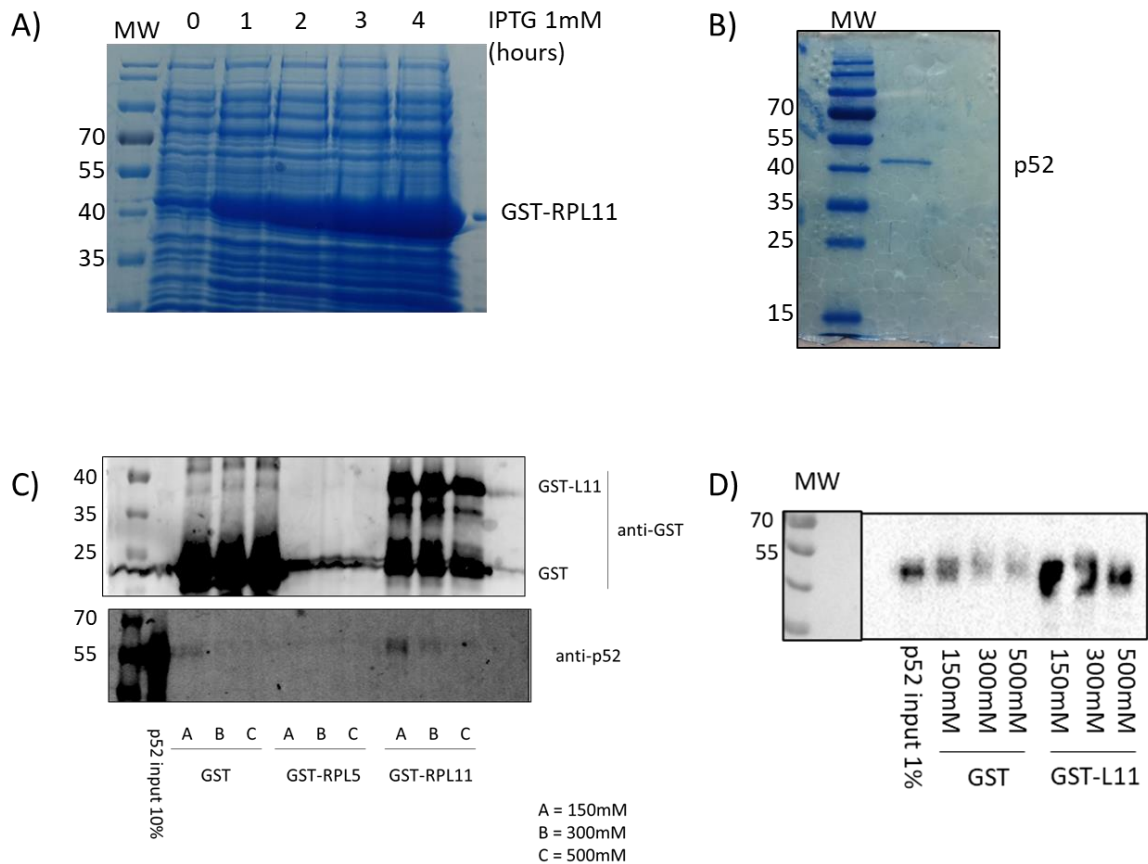 A)
MW 0 1 2 3 4 IPTG 1mM
(hours)
70
55
40
35
GST-RPL11
B)
MW
70
55
40
35
25
15
p52
C)
40
35
25
GST-L11
GST
anti-GST
70
55
anti-p52
p52 input 10%
A B C A B C A B C
GST GST-RPL5 GST-RPL11
A = 150mM
B = 300mM
C = 500mM
D)
MW
70
55
p52 input 1%
150mM
300mM
500mM
150mM
300mM
500mM
GST GST-L11